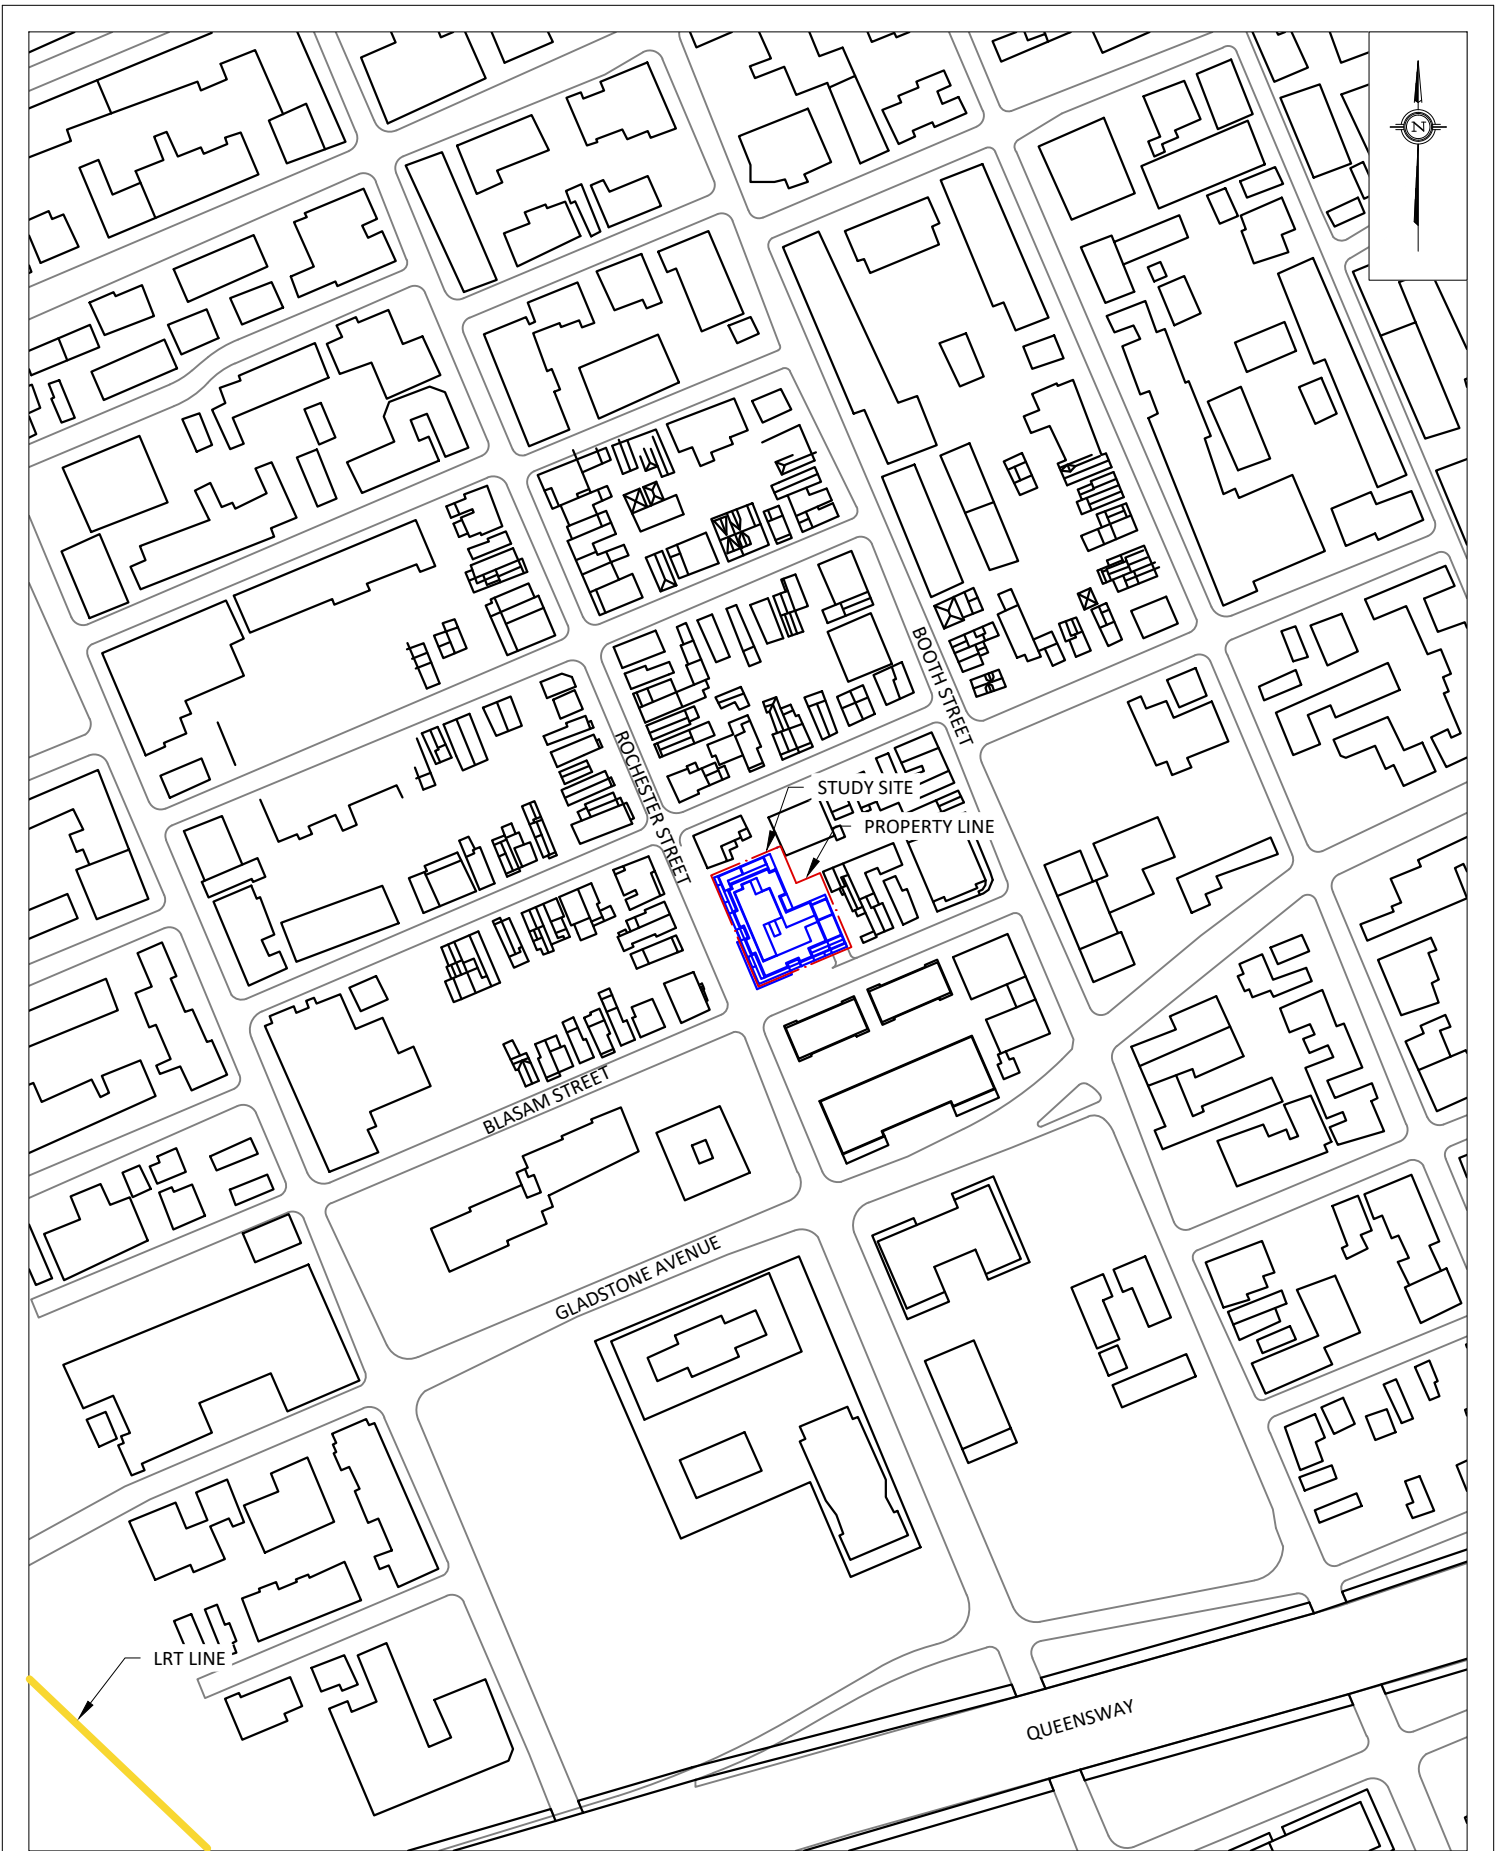 N
BOOTH STREET
ROCHESTER STREET
STUDY SITE
PROPERTY LINE
BLASAM STREET
GLADSTONE AVENUE
LRT LINE
QUEENSWAY